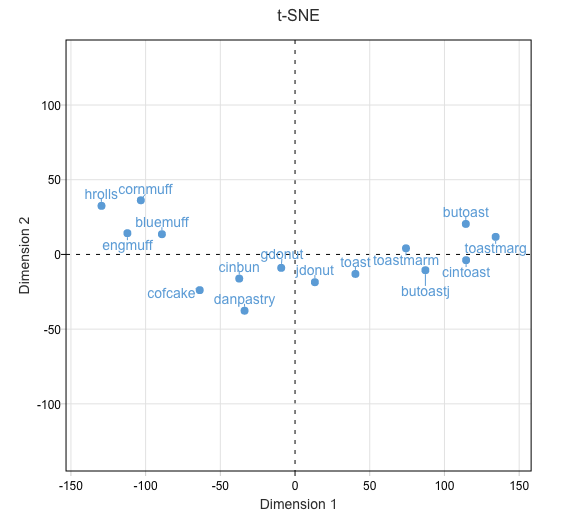 t-SNE
100
50
0
-50
-100
Dimension 2
hrolls
cornmuff
bluemuff
engmuff
butoast
toastmarg
gdonut
cinbun
jdonut
toast
toastmarm
cintoast
cofcake
danpastry
butoastj
-150
-100
-50
0
50
100
150
Dimension 1